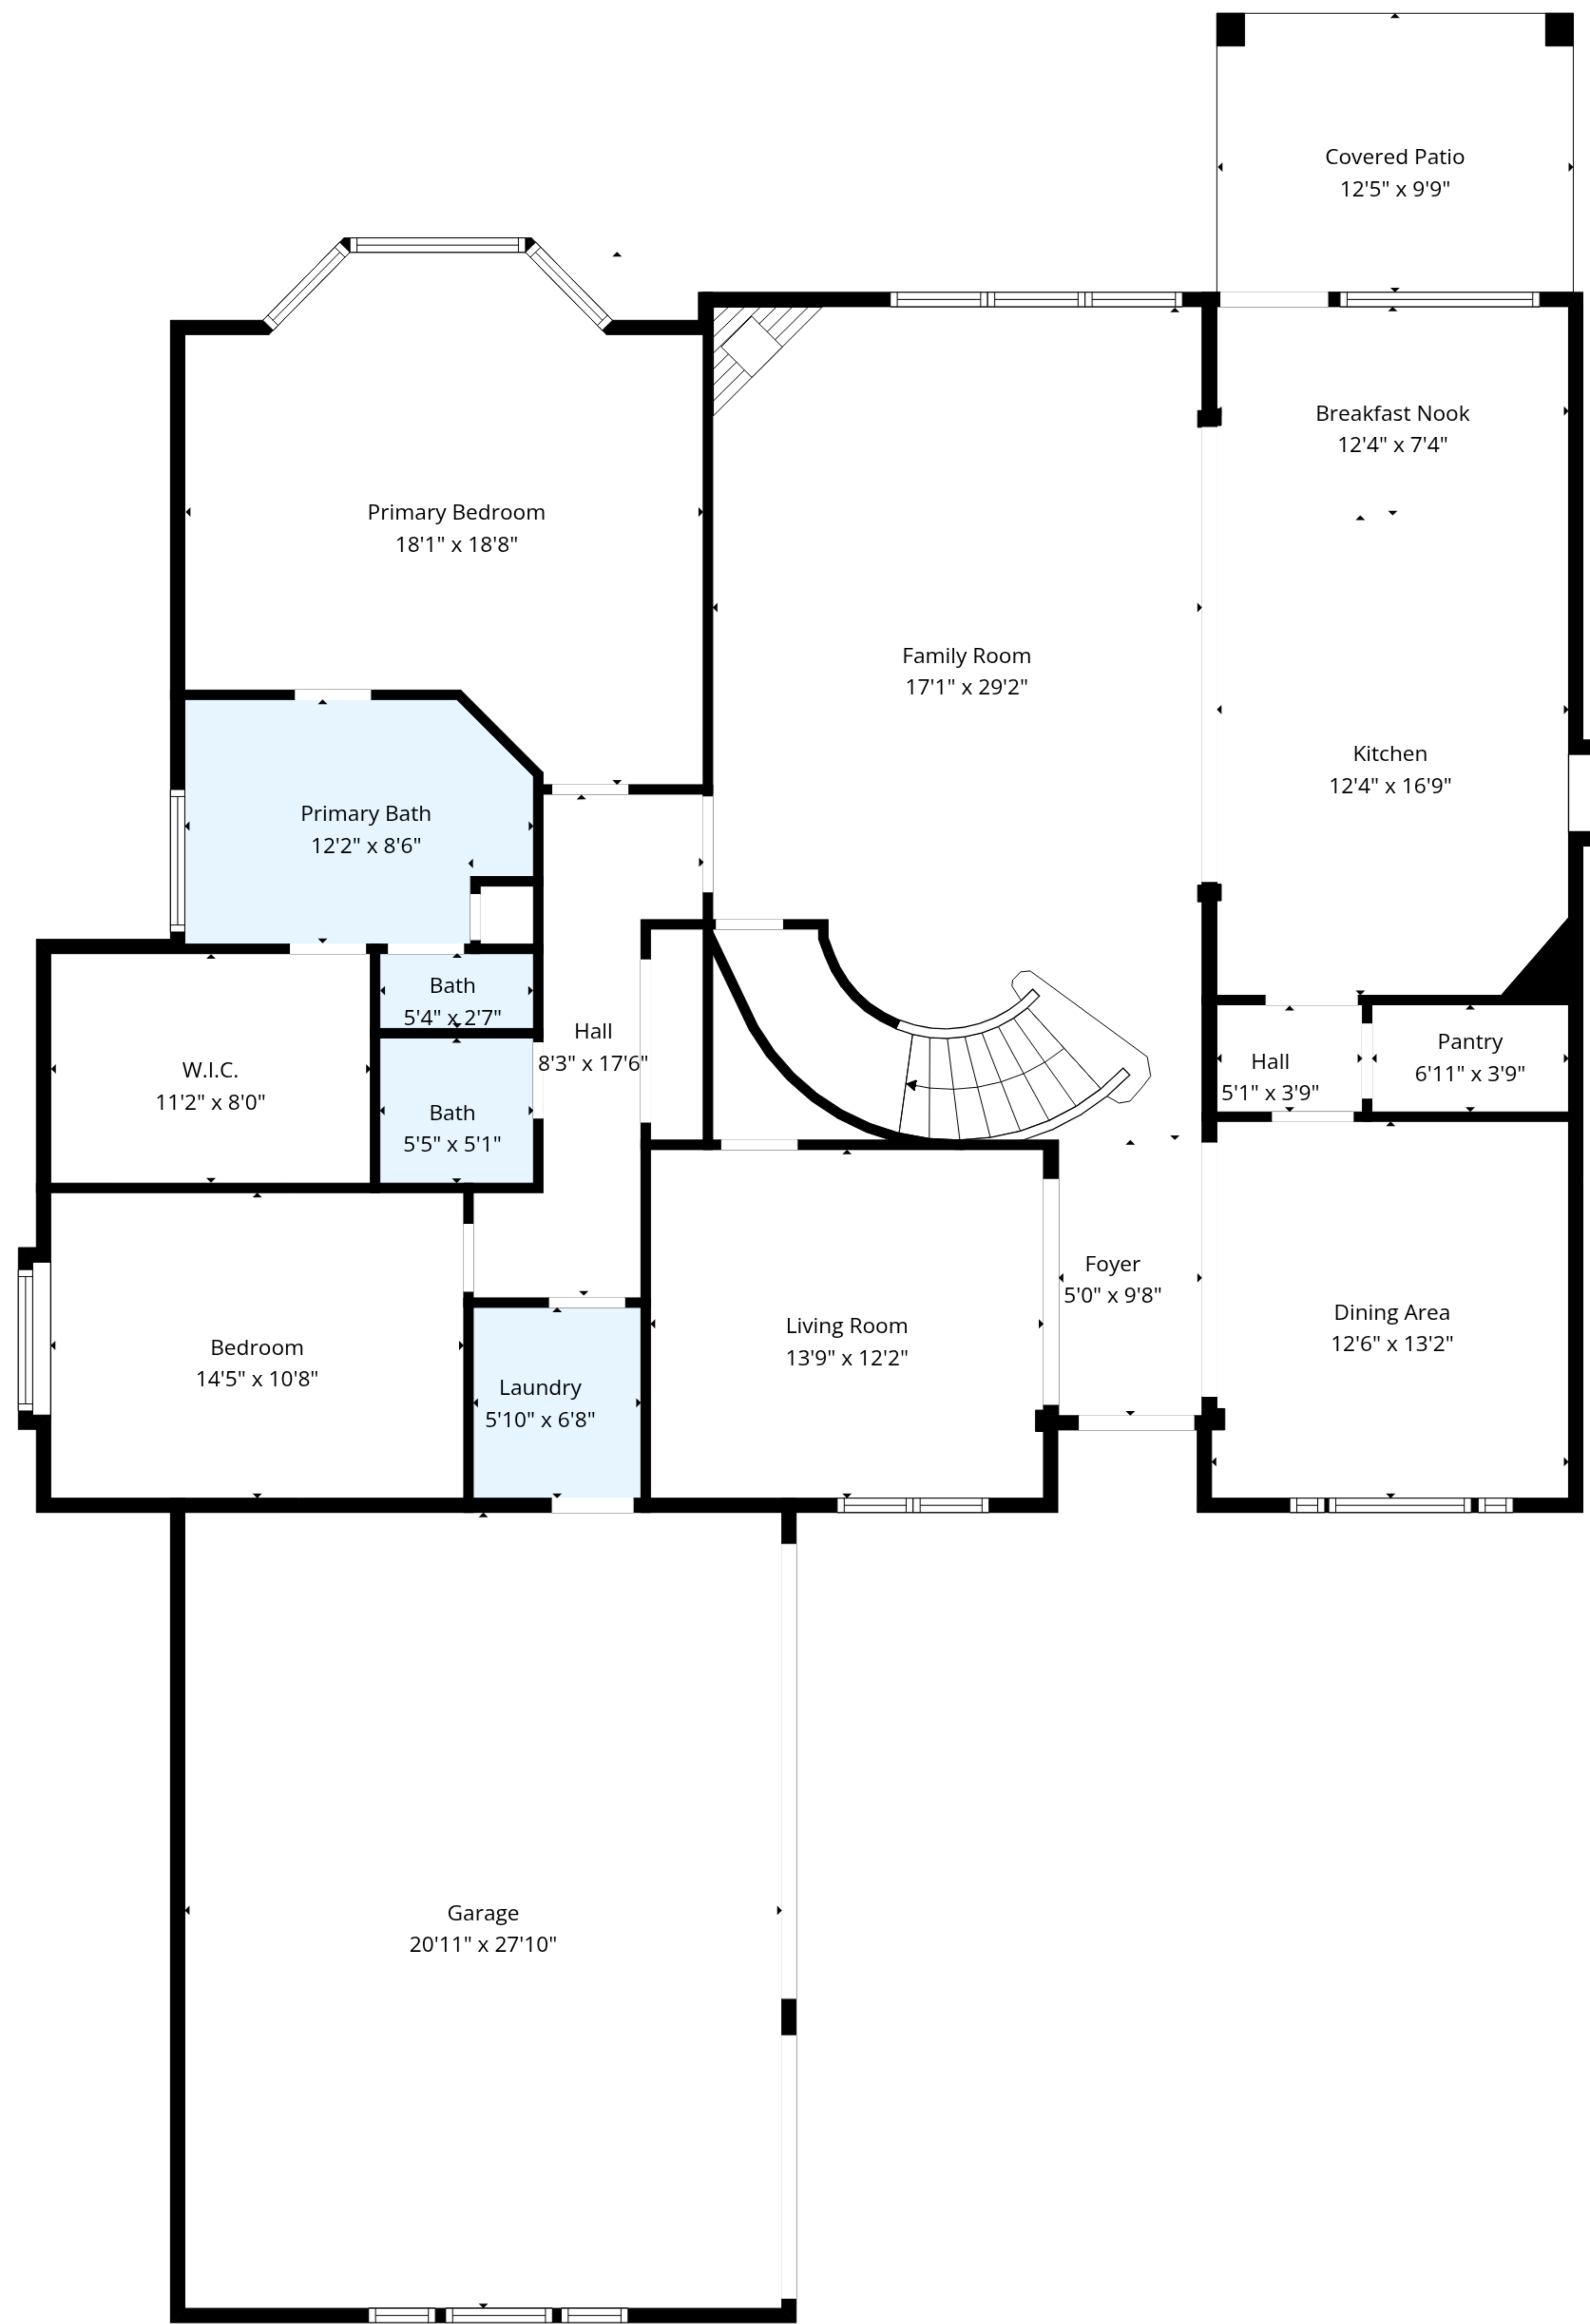 Covered Patio
12'5" x 9'9"
Breakfast Nook
12'4" x 7'4"
Primary Bedroom
18'1" x 18'8"
Family Room
17'1" x 29'2"
Kitchen
12'4" x 16'9"
Primary Bath
12'2" x 8'6"
Bath
5'4" x 2'7"
Hall
8'3" x 17'6"
Hall
5'1" x 3'9"
Pantry
6'11" x 3'9"
W.I.C.
11'2" x 8'0"
Bath
5'5" x 5'1"
Foyer
5'0" x 9'8"
Dining Area
12'6" x 13'2"
Living Room
13'9" x 12'2"
Bedroom
14'5" x 10'8"
Laundry
5'10" x 6'8"
Garage
20'11" x 27'10"